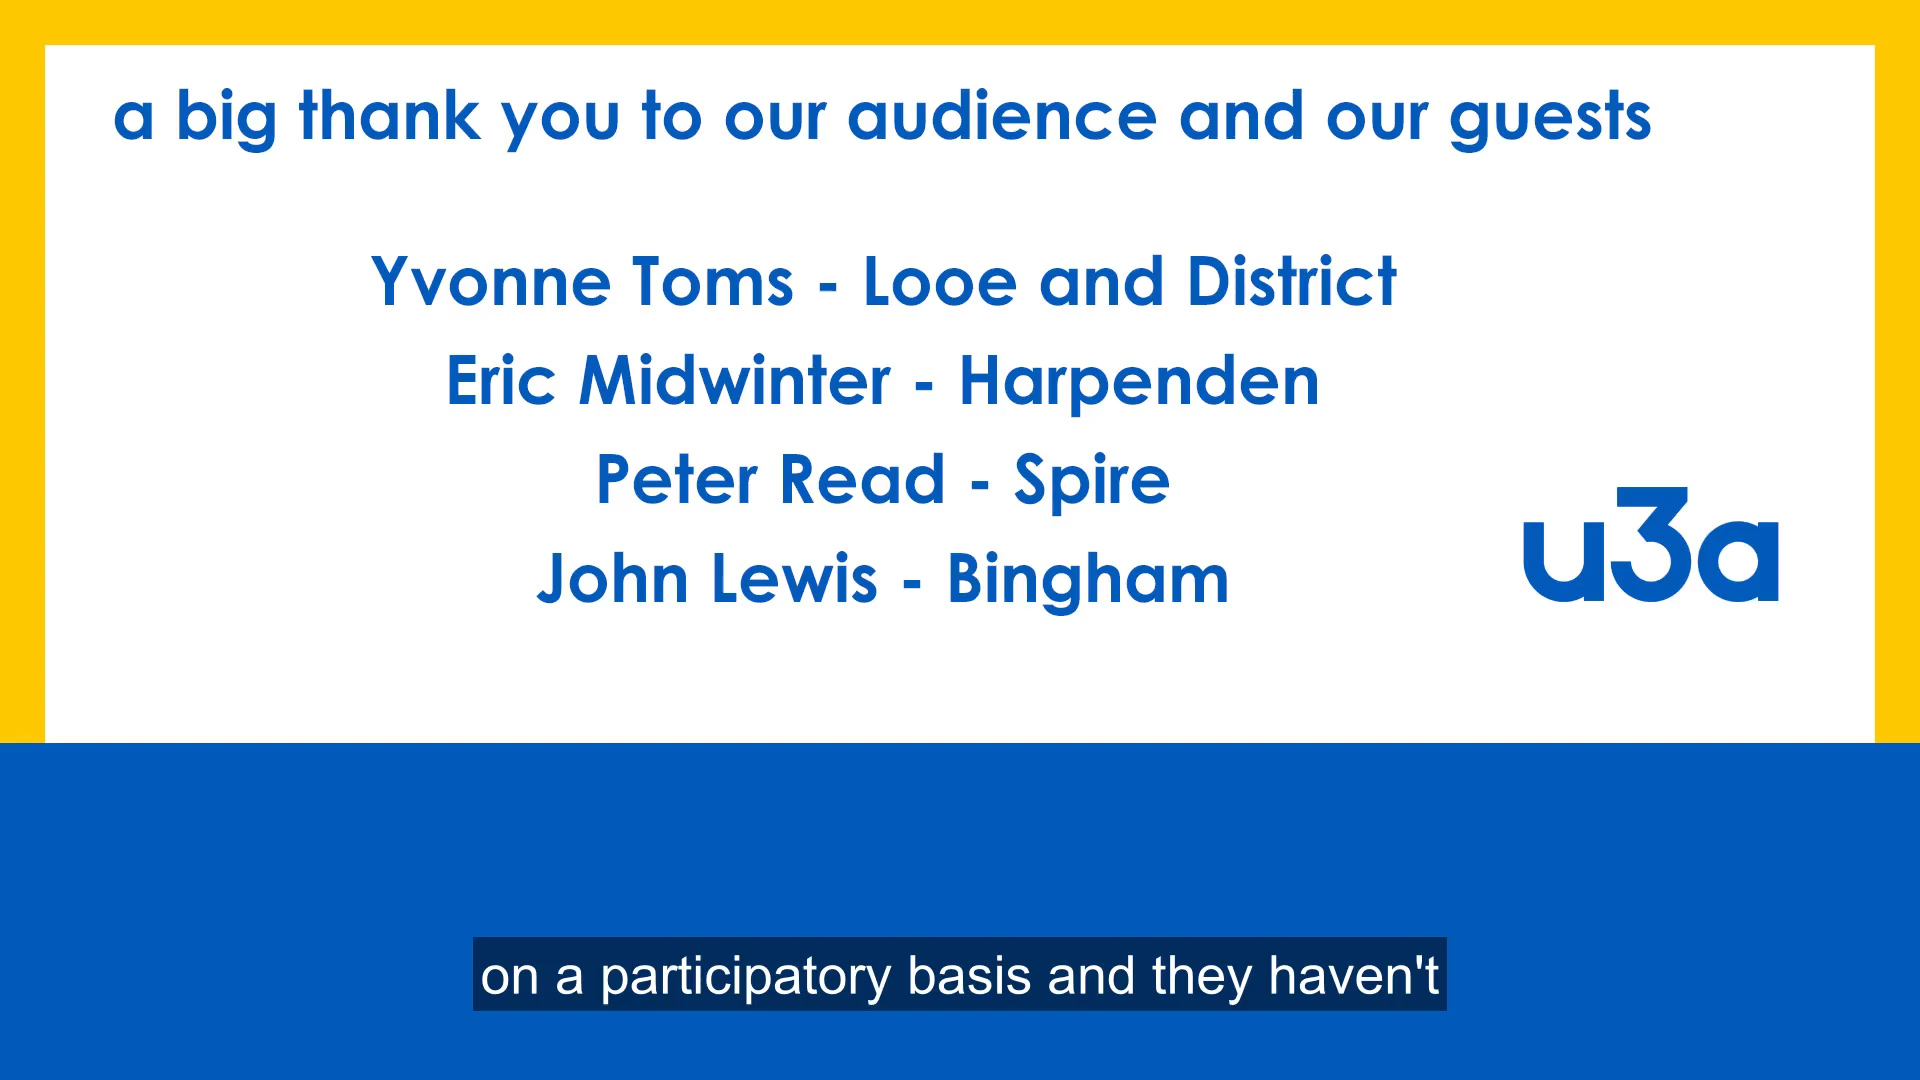 a big thank you to our audience and our guests
Yvonne Toms - Looe and District
Eric Midwinter - Harpenden
Peter Read - Spire
John Lewis - Bingham
u3a
on a participatory basis and they haven't